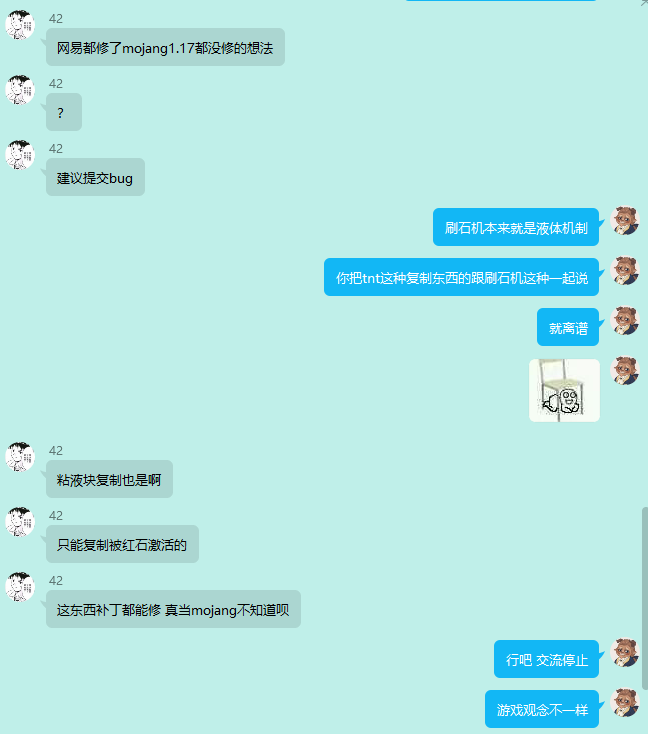 42
网易都修了mojang1.17都没修的想法
42
？
42
建议提交bug
刷石机本来就是液体机制
你把tnt这种复制东西的跟刷石机这种一起说
就离谱
42
粘液块复制也是啊
42
只能复制被红石激活的
42
这东西补丁都能修 真当mojang不知道呗
行吧 交流停止
游戏观念不一样